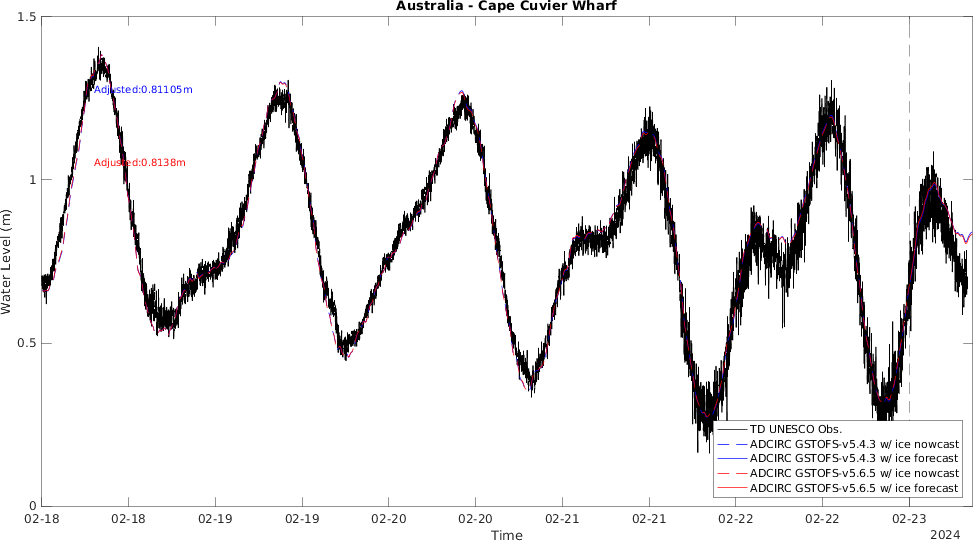 Australia - Cape Cuvier Wharf
1.5
1
0.5
0
Water Level (m)
Adjusted:0.81105m
Adjusted:0.8138m
TD UNESCO Obs.
ADCIRC GSTOFS-v5.4.3 w/ ice nowcast
ADCIRC GSTOFS-v5.4.3 w/ ice forecast
ADCIRC GSTOFS-v5.6.5 w/ ice nowcast
ADCIRC GSTOFS-v5.6.5 w/ ice forecast
02-18 02-18 02-19 02-19 02-20 02-20 02-21 02-21 02-22 02-22 02-23
Time
2024